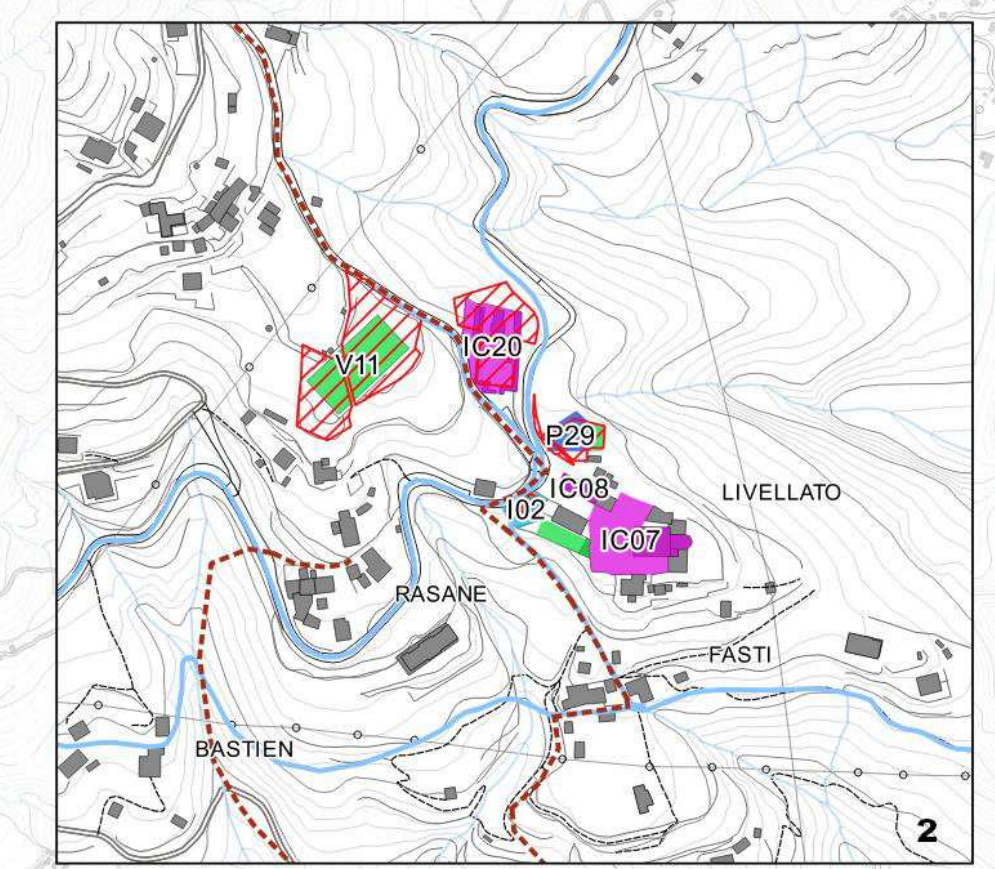 IC20
V11
P29
IC08
LIVELLATO
I02
IC07
RASANE
FASTI
BASTIEN
2